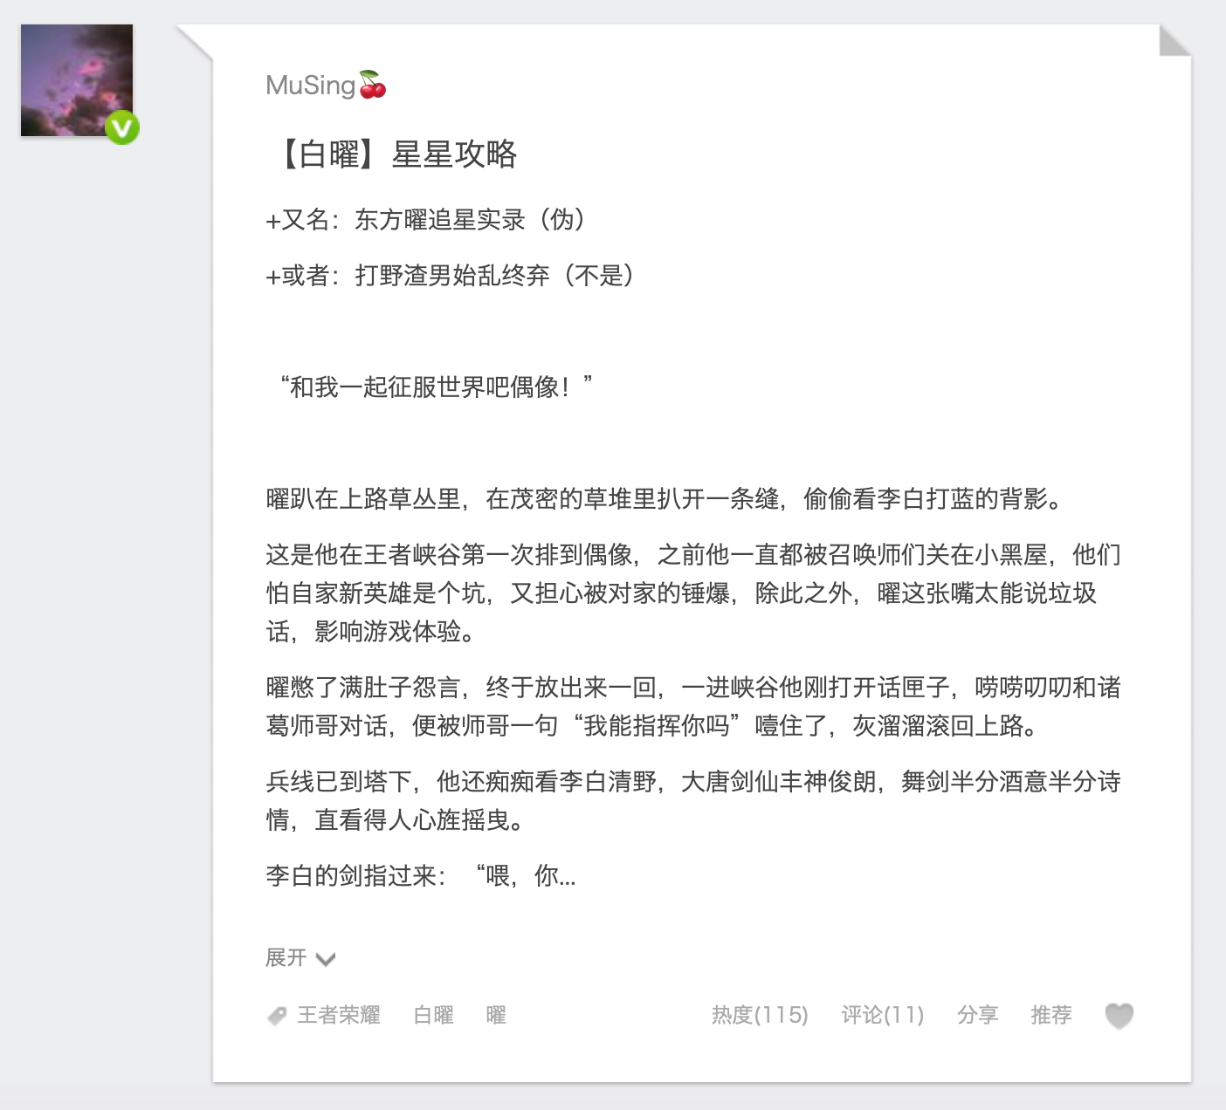 MuSing🍒
【白曜】星星攻略
+又名：东方曜追星实录（伪）
+或者：打野渣男始乱终弃（不是）
“和我一起征服世界吧偶像！”
曜趴在上路草丛里，在茂密的草堆里扒开一条缝，偷偷看李白打蓝的背影。
这是他在王者峡谷第一次排到偶像，之前他一直都被召唤师们关在小黑屋，他们
怕自家新英雄是个坑，又担心被对家的锤爆，除此之外，曜这张嘴太能说垃圾
话，影响游戏体验。
曜憋了满肚子怨言，终于放出来一回，一进峡谷他刚打开话匣子，唠唠叨叨和诸
葛师哥对话，便被师哥一句“我能指挥你吗”噎住了，灰溜溜滚回上路。
兵线已到塔下，他还痴痴看李白清野，大唐剑仙丰神俊朗，舞剑半分酒意半分诗
情，直看得人心旌摇曳。
李白的剑指过来：“喂，你...
展开
王者荣耀 白曜 曜 热度(115) 评论(11) 分享 推荐